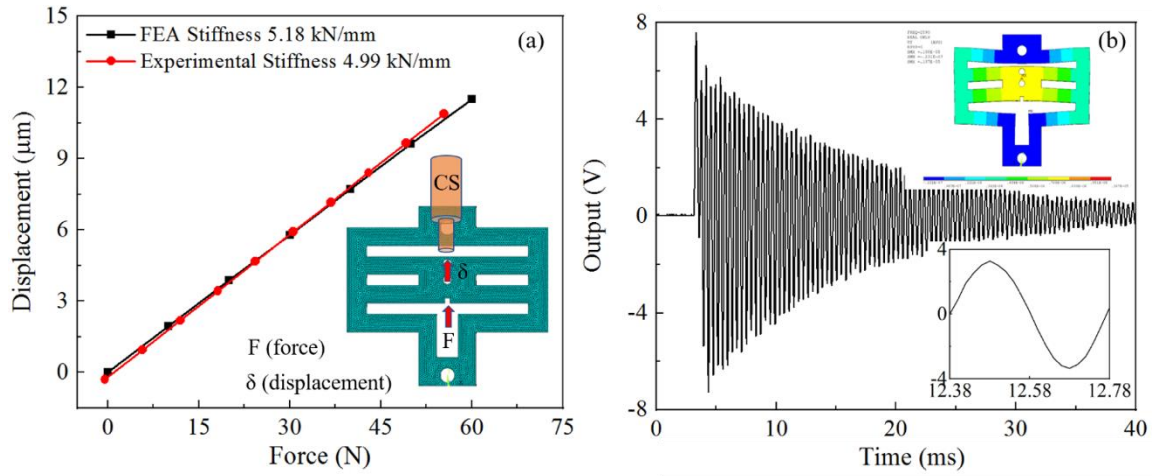 15
12
9
6
3
0
Displacement (μm)
FEA Stiffness 5.18 kN/mm
Experimental Stiffness 4.99 kN/mm
(a)
CS
δ
F
F (force)
δ (displacement)
0 15 30 45 60 75
Force (N)
8
4
0
-4
-8
Output (V)
(b)
4
0
-4
12.38 12.58 12.78
0 10 20 30 40
Time (ms)